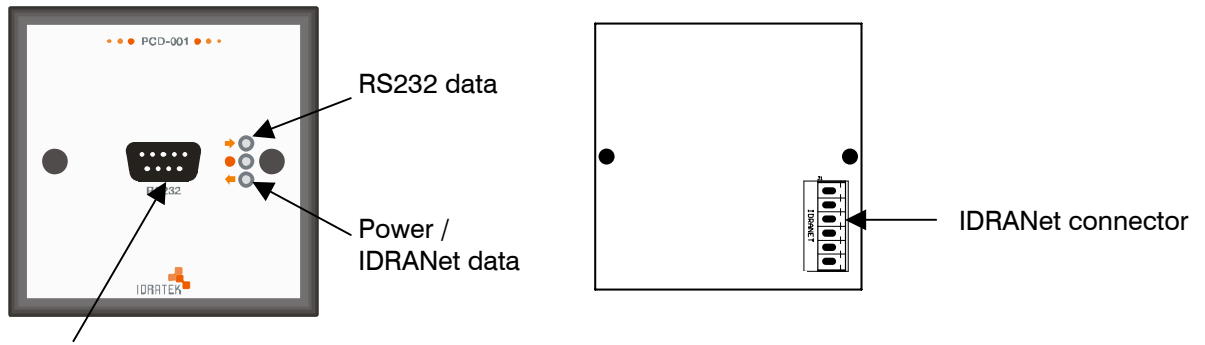 PCD-001
RS232 data
RS232
Power /
IDRANet data
IDRATEK
IDRANET
IDRANet connector